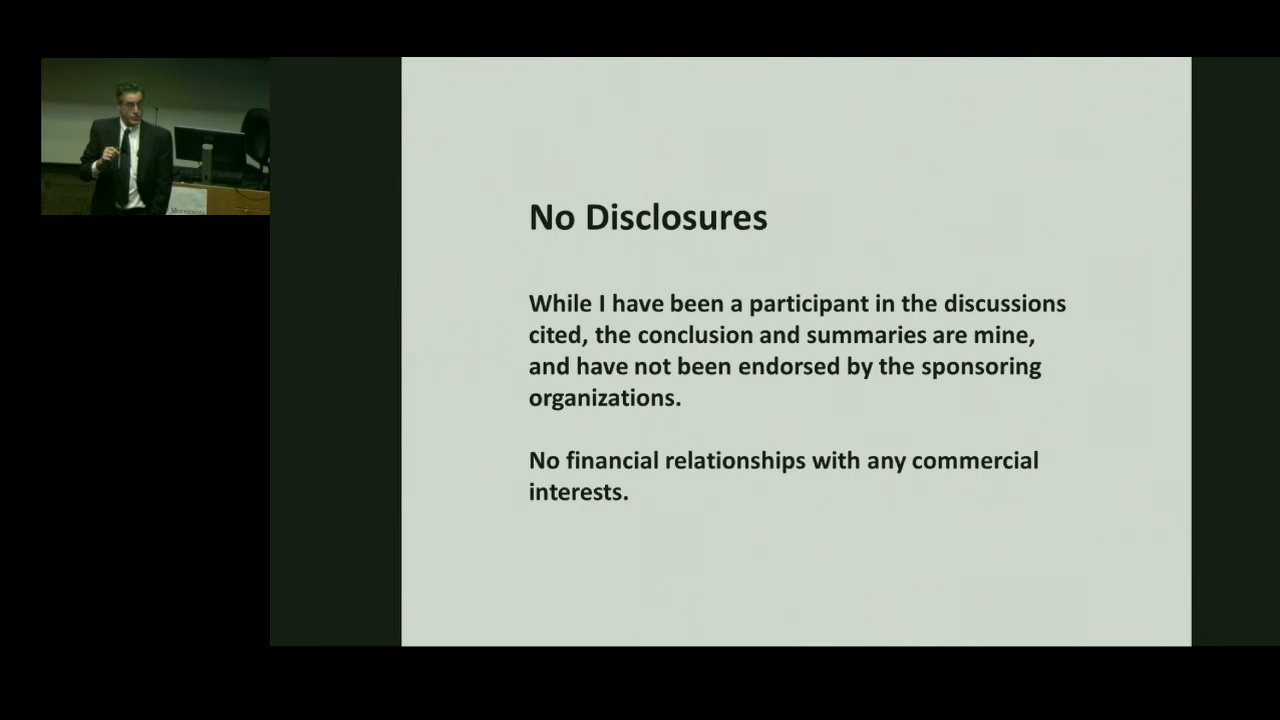 No Disclosures
While I have been a participant in the discussions
cited, the conclusion and summaries are mine,
and have not been endorsed by the sponsoring
organizations.
No financial relationships with any commercial
interests.